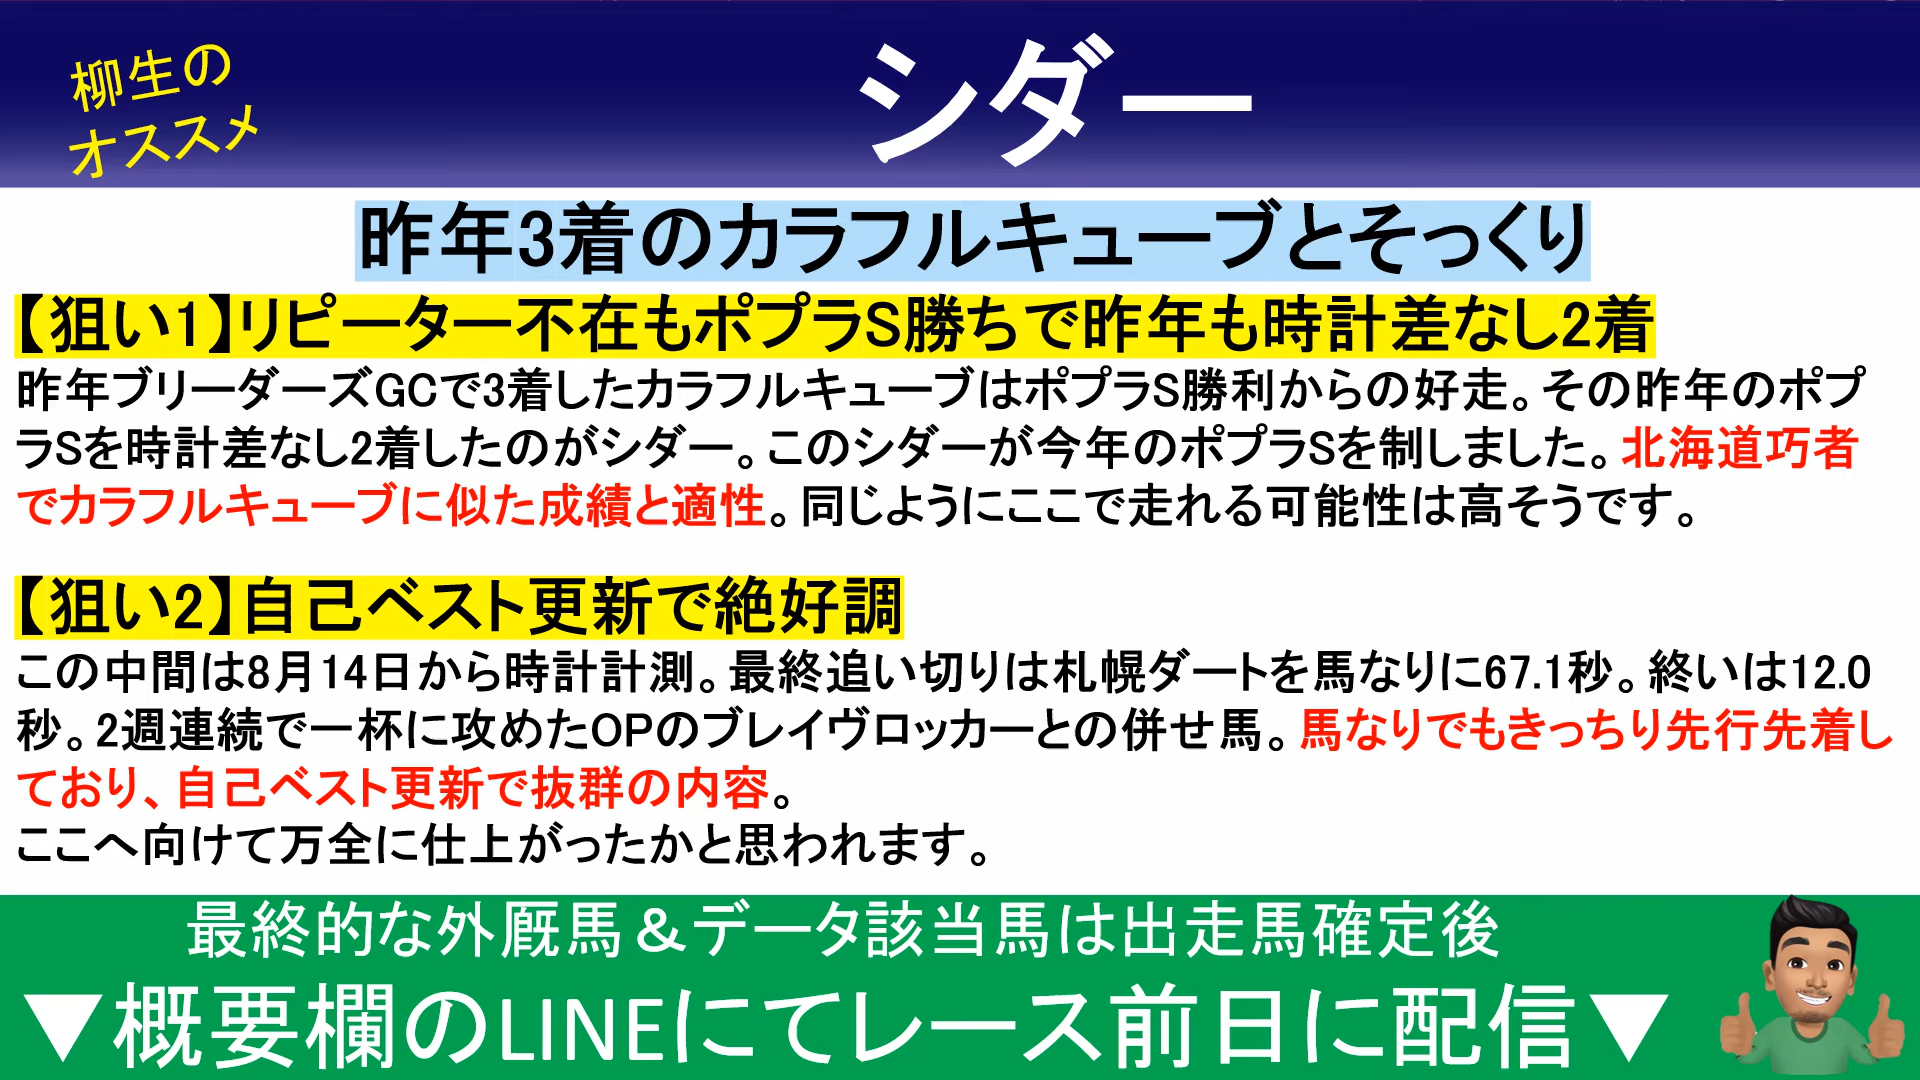 柳生の
オススメ
シダー
昨年3着のカラフルキューブとそっくり
【狙い1】リピーター不在もポプラS勝ちで昨年も時計差なし2着
昨年ブリーダーズGCで3着したカラフルキューブはポプラS勝利からの好走。その昨年のポプ
ラSを時計差なし2着したのがシダー。このシダーが今年のポプラSを制しました。北海道巧者
でカラフルキューブに似た成績と適性。同じようにここで走れる可能性は高そうです。
【狙い2】自己ベスト更新で絶好調
この中間は8月14日から時計計測。最終追い切りは札幌ダートを馬なりに67.1秒。終いは12.0
秒。2週連続で一杯に攻めたOPのブレイヴロッカーとの併せ馬。馬なりでもきっちり先行先着し
ており、自己ベスト更新で抜群の内容。
ここへ向けて万全に仕上がったかと思われます。
最終的な外厩馬＆データ該当馬は出走馬確定後
▼概要欄のLINEにてレース前日に配信▼